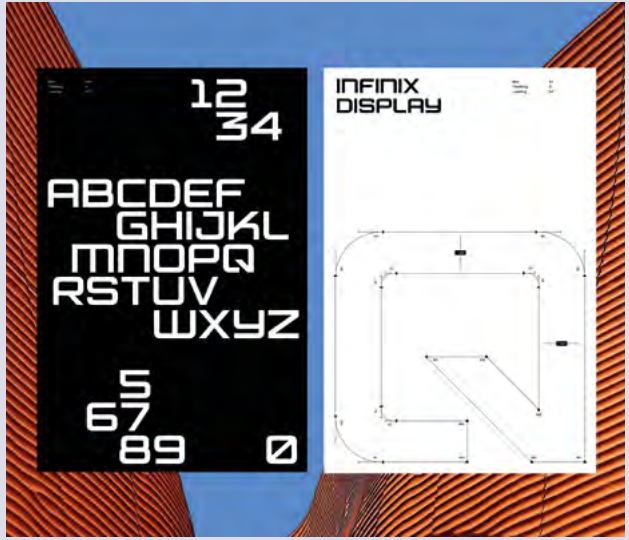 12
34
ABCDEF
GHIJKL
MNOPQ
RSTUV
WXYZ
5
67
89
0
INFINIX
DISPLAY